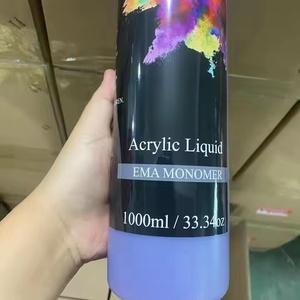 Acrylic Liquid
EMA MONOMER
1000ml / 33.34oz